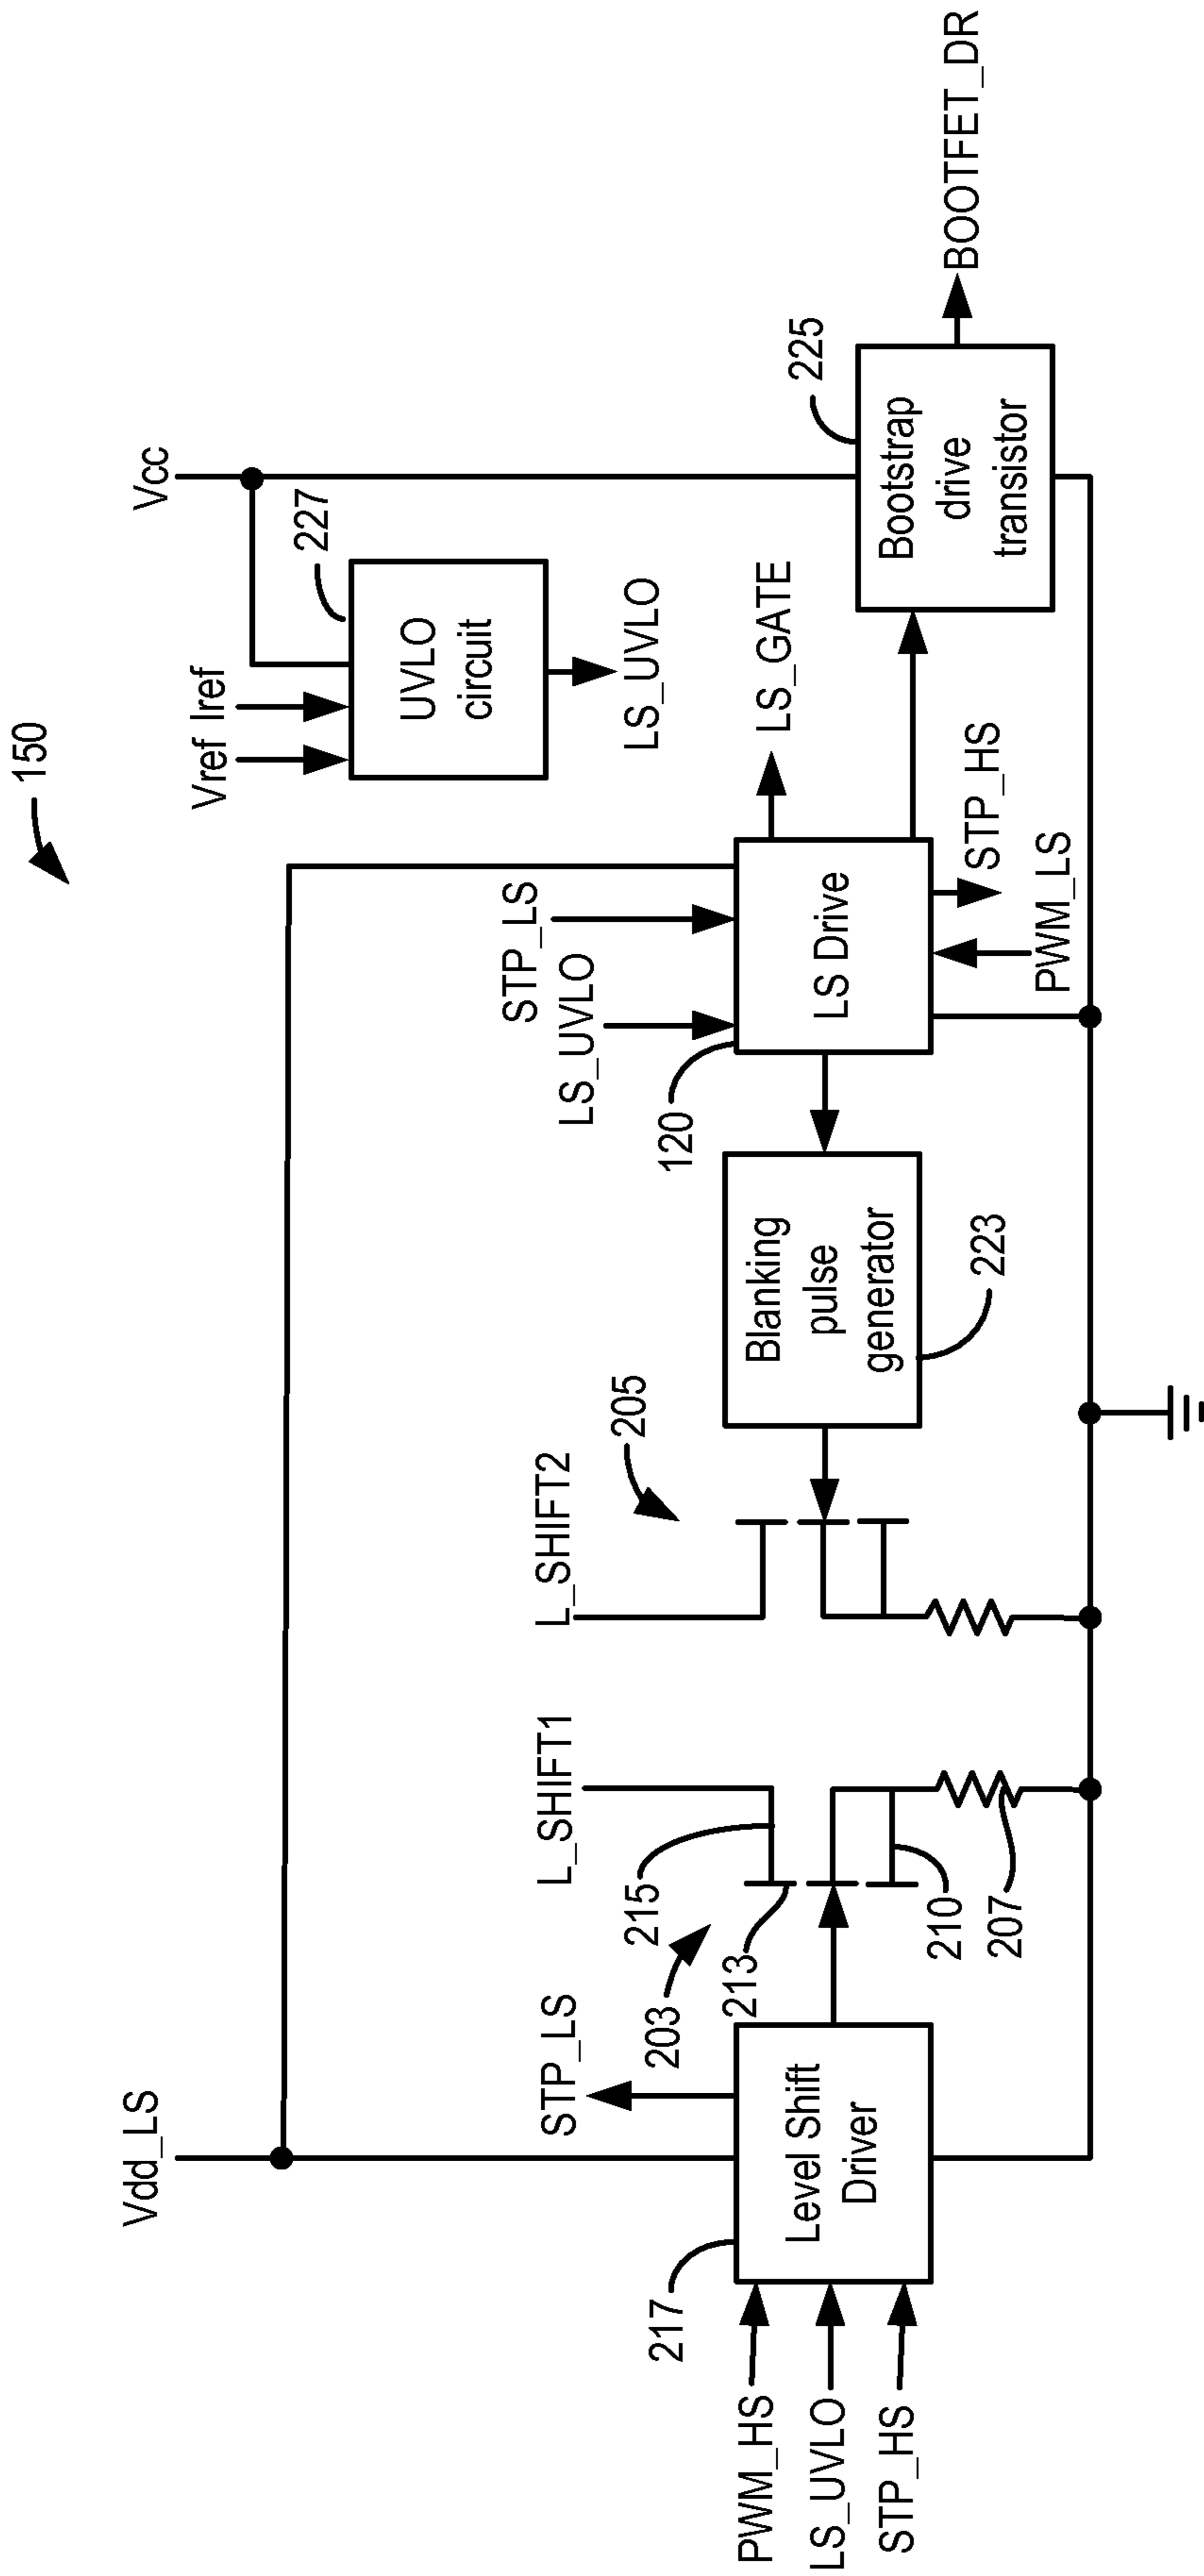 150
Vdd_LS
Vcc
Vref
Iref
227
UVLO
circuit
LS_UVLO
STP_LS
L_SHIFT1
L_SHIFT2
205
STP_LS
LS_UVLO
LS_GATE
225
BOOTFET_DR
217
203
215
213
120
PWM_HS
LS_UVLO
STP_HS
Level Shift
Driver
210
207
Blanking
pulse
generator
223
LS Drive
PWM_LS
STP_HS
Bootstrap
drive
transistor